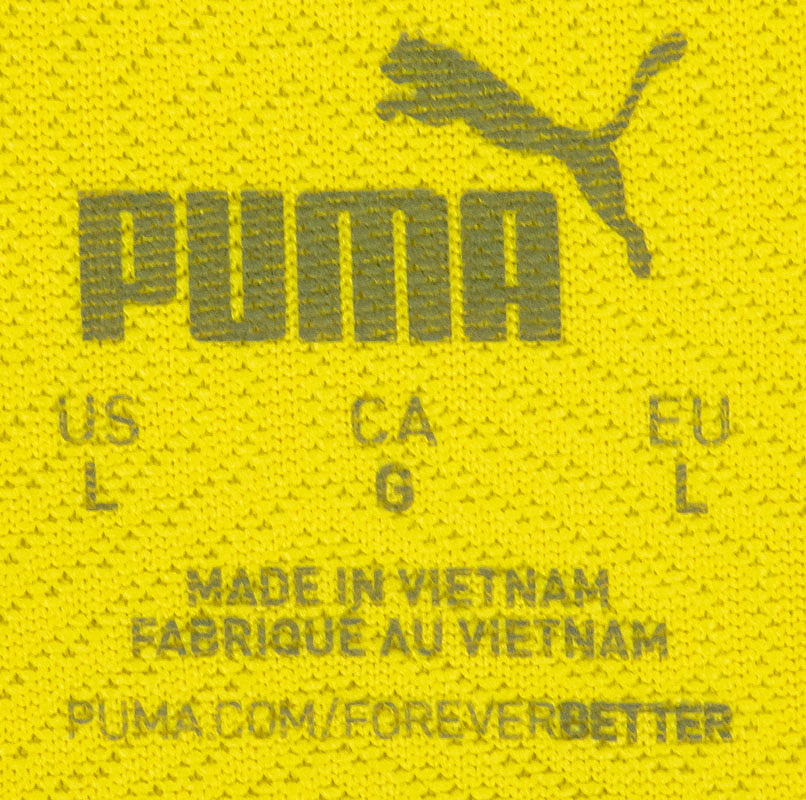 PUMA
US CA EU
L G L
MADE IN VIETNAM
FABRIQUÉ AU VIETNAM
PUMA.COM/FOREVERBETTER